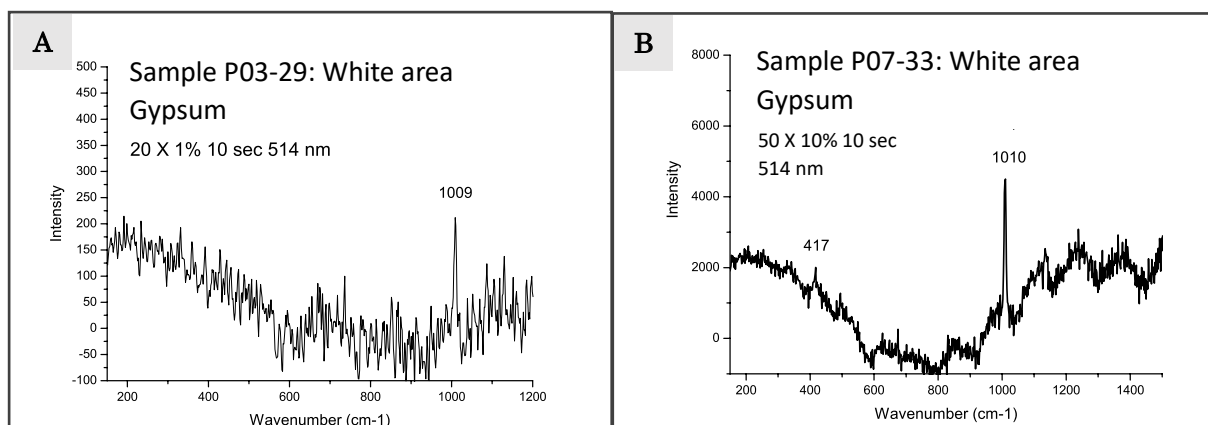 A
Sample P03-29: White area
Gypsum
20 X 1% 10 sec 514 nm
1009
Intensity
500
450
400
350
300
250
200
150
100
50
0
-50
-100
200
400
600
800
1000
1200
Wavenumber (cm-1)
B
Sample P07-33: White area
Gypsum
50 X 10% 10 sec
514 nm
1010
417
Intensity
8000
6000
4000
2000
0
200
400
600
800
1000
1200
1400
Wavenumber (cm-1)